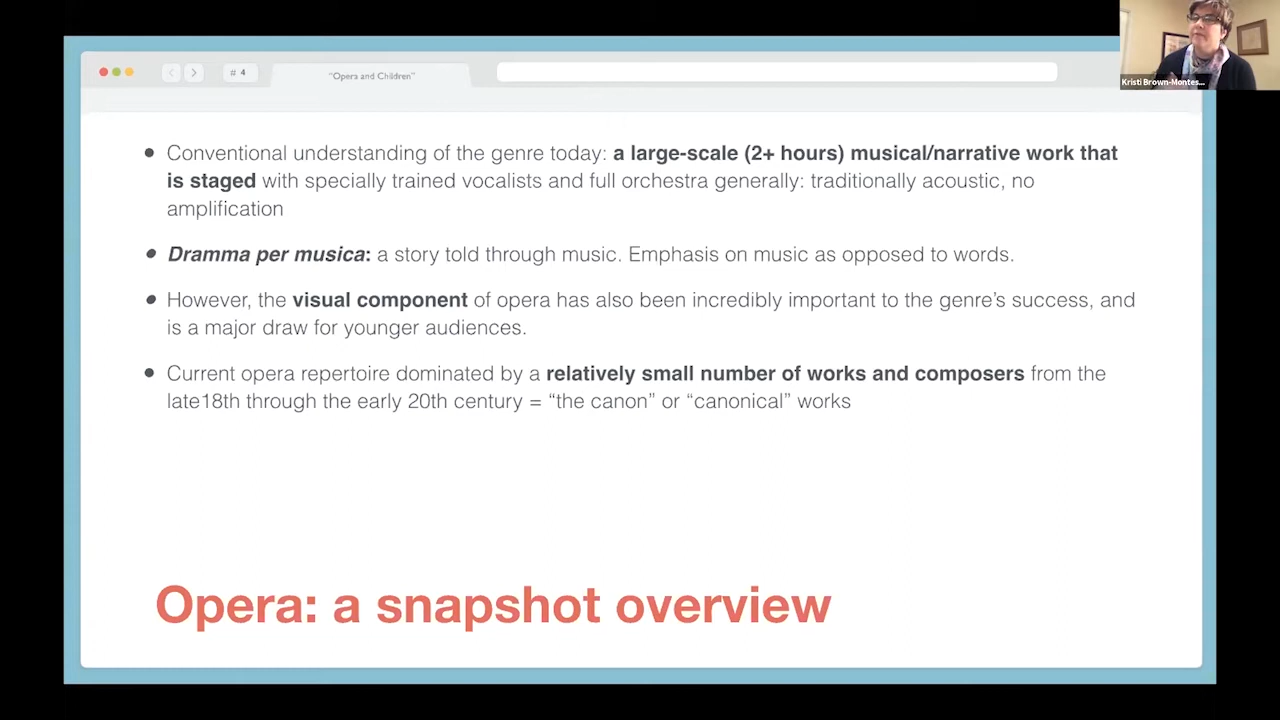 # 4
“Opera and Children”
Kristi Brown-Montes...
• Conventional understanding of the genre today: a large-scale (2+ hours) musical/narrative work that
is staged with specially trained vocalists and full orchestra generally: traditionally acoustic, no
amplification
• Dramma per musica: a story told through music. Emphasis on music as opposed to words.
• However, the visual component of opera has also been incredibly important to the genre’s success, and
is a major draw for younger audiences.
• Current opera repertoire dominated by a relatively small number of works and composers from the
late18th through the early 20th century = “the canon” or “canonical” works
Opera: a snapshot overview